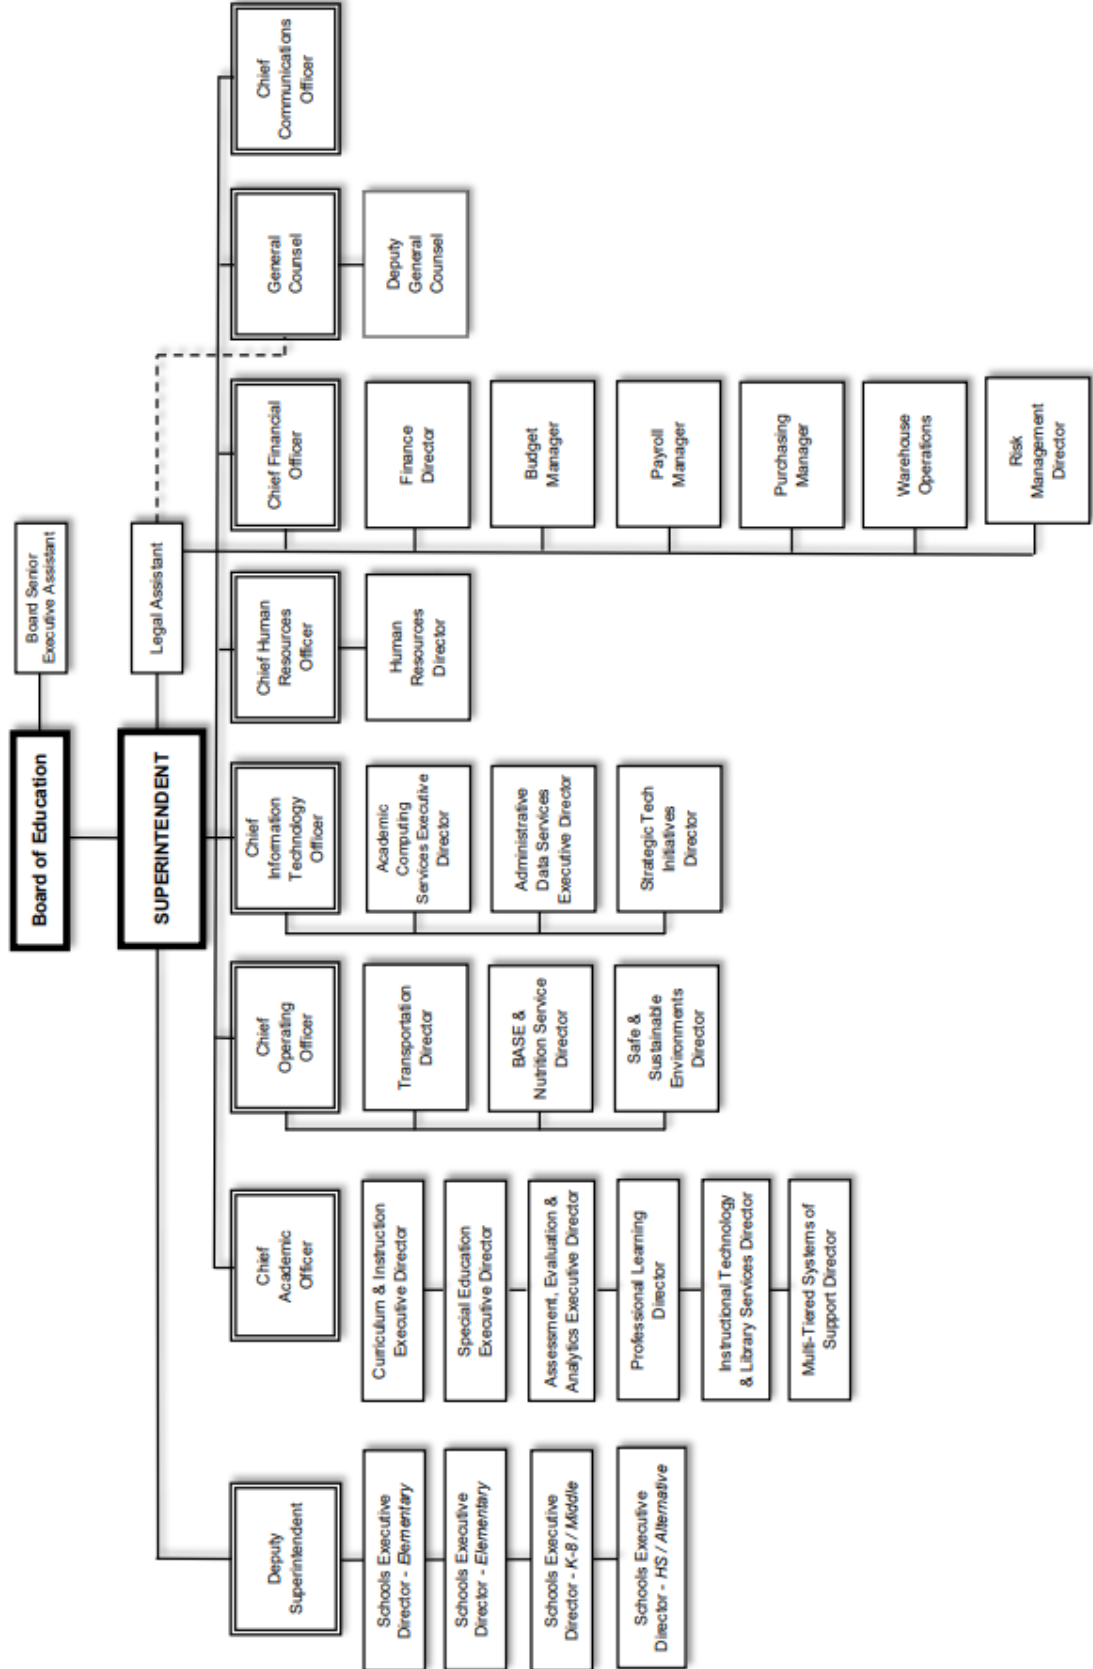 Board of Education
Board Senior
Executive Assistant
SUPERINTENDENT
Legal Assistant
Deputy
Superintendent
Schools Executive
Director - Elementary
Schools Executive
Director - Elementary
Schools Executive
Director - K-8 / Middle
Schools Executive
Director - HS / Alternative
Chief
Academic
Officer
Curriculum & Instruction
Executive Director
Special Education
Executive Director
Assessment, Evaluation &
Analytics Executive Director
Professional Learning
Director
Instructional Technology
& Library Services Director
Multi-Tiered Systems of
Support Director
Chief
Operating
Officer
Transportation
Director
BASE &
Nutrition Service
Director
Safe &
Sustainable
Environments
Director
Chief
Information
Technology
Officer
Academic
Computing
Services Executive
Director
Administrative
Data Services
Executive Director
Strategic Tech
Initiatives
Director
Chief Human
Resources
Officer
Human
Resources
Director
Chief Financial
Officer
Finance
Director
Budget
Manager
Payroll
Manager
Purchasing
Manager
Warehouse
Operations
Risk
Management
Director
General
Counsel
Deputy
General
Counsel
Chief
Communications
Officer